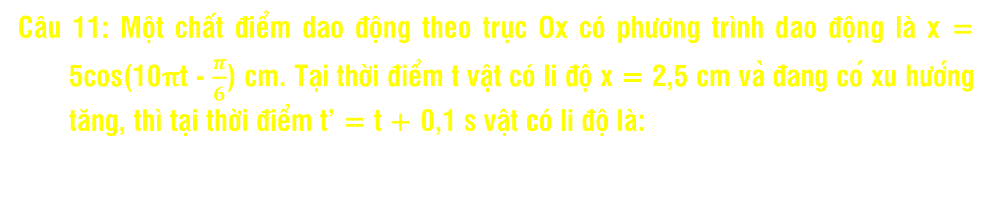 Câu 11: Một chất điểm dao động theo trục Ox có phương trình dao động là x =
5cos(10πt - π/6) cm. Tại thời điểm t vật có li độ x = 2,5 cm và đang có xu hướng
tăng, thì tại thời điểm t’ = t + 0,1 s vật có li độ là: